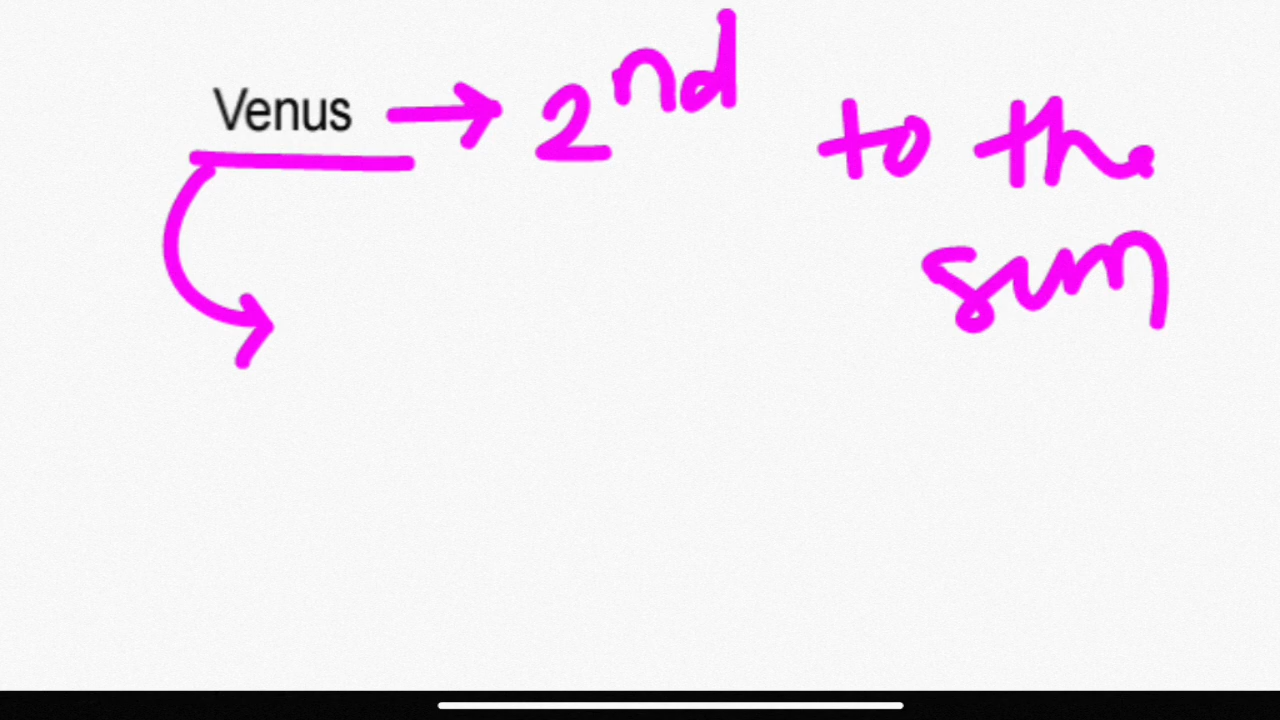 Venus → 2nd to the
sun